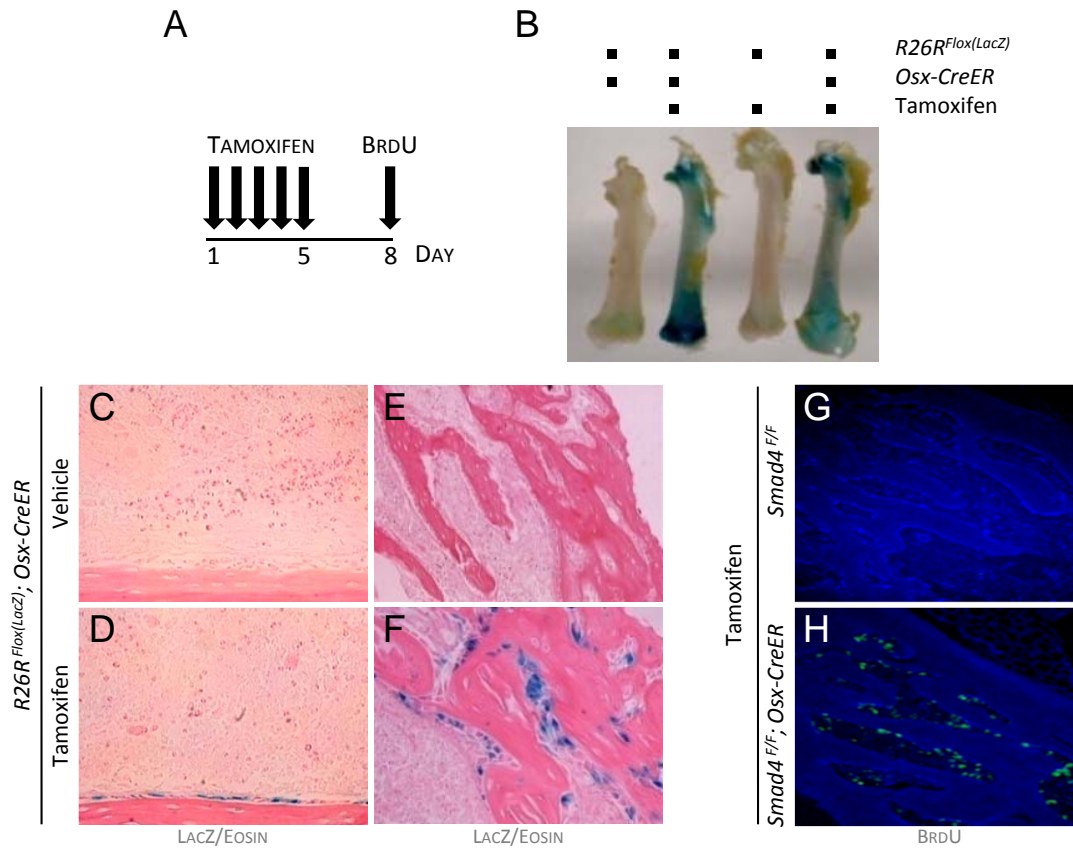 A
TAMOXIFEN BRDU
1 5 8 DAY
B
R26R^Flox(LacZ)
Osx-CreER
Tamoxifen
R26R^Flox(LacZ); Osx-CreER
Vehicle
Tamoxifen
C
E
D
F
LACZ/EOSIN
LACZ/EOSIN
Tamoxifen
Smad4 F/F
Smad4 F/F; Osx-CreER
G
H
BRDU